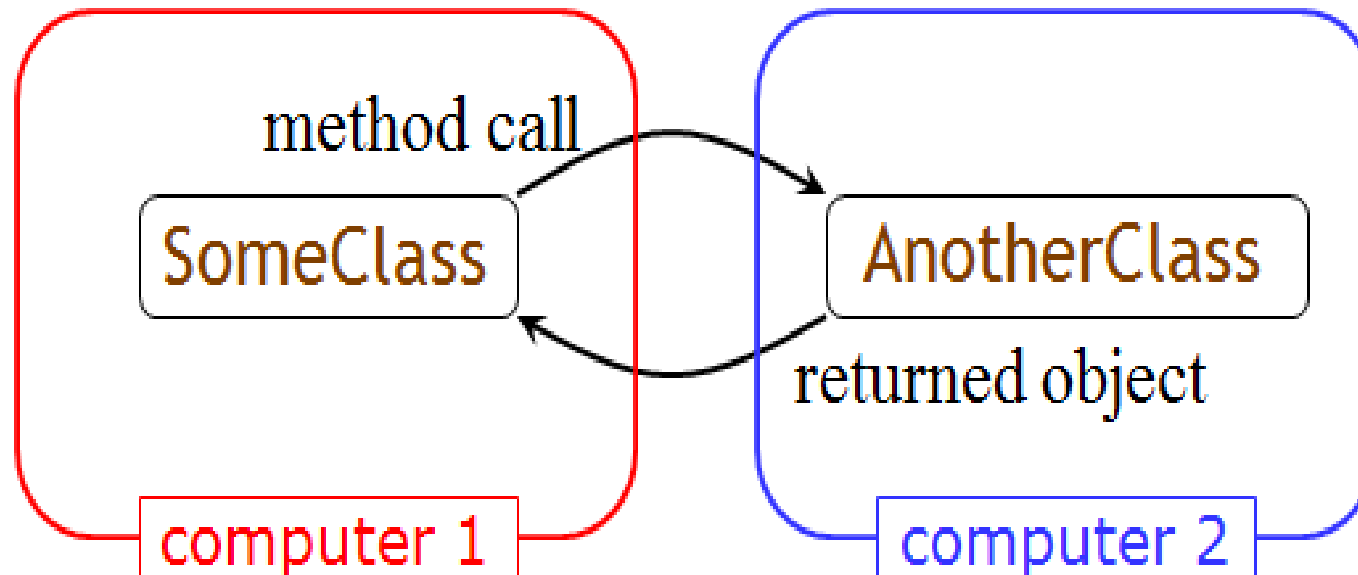 method call
SomeClass
AnotherClass
returned object
computer 1
computer 2